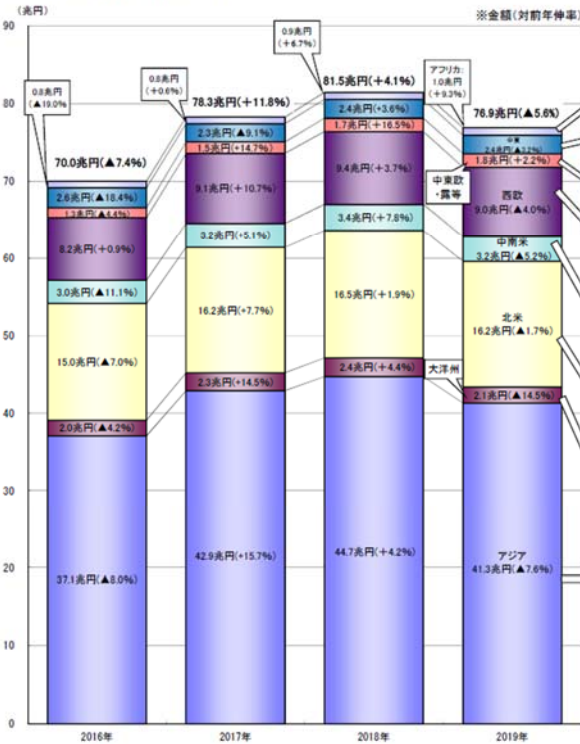 (兆円)
※金額(対前年伸率)
90
80
70
60
50
40
30
20
10
0
0.8兆円
(▲19.0%
70.0兆円(▲7.4%)
2.6兆円(▲18.4%)
1.3兆円(▲4.4%)
8.2兆円(+0.9%)
3.0兆円(▲11.1%)
15.0兆円(▲7.0%)
2.0兆円(▲4.2%)
37.1兆円(▲8.0%)
2016年
0.8兆円
(+0.6%)
78.3兆円(+11.8%)
2.3兆円(▲9.1%)
1.5兆円(+14.7%)
9.1兆円(+10.7%)
3.2兆円(+5.1%)
16.2兆円(+7.7%)
2.3兆円(+14.5%)
42.9兆円(+15.7%)
2017年
0.9兆円
(+6.7%)
81.5兆円(+4.1%)
2.4兆円(+3.6%)
1.7兆円(+16.5%)
9.4兆円(+3.7%)
3.4兆円(+7.8%)
16.5兆円(+1.9%)
2.4兆円(+4.4%)
44.7兆円(+4.2%)
2018年
アフリカ:
1.0兆円
(+9.3%)
76.9兆円(▲5.6%)
中東
2.4兆円(▲3.2%)
中東欧
・露等
1.8兆円(+2.2%)
西欧
9.0兆円(▲4.0%)
中南米
3.2兆円(▲5.2%)
北米
16.2兆円(▲1.7%)
大洋州
2.1兆円(▲14.5%)
アジア
41.3兆円(▲7.6%)
2019年